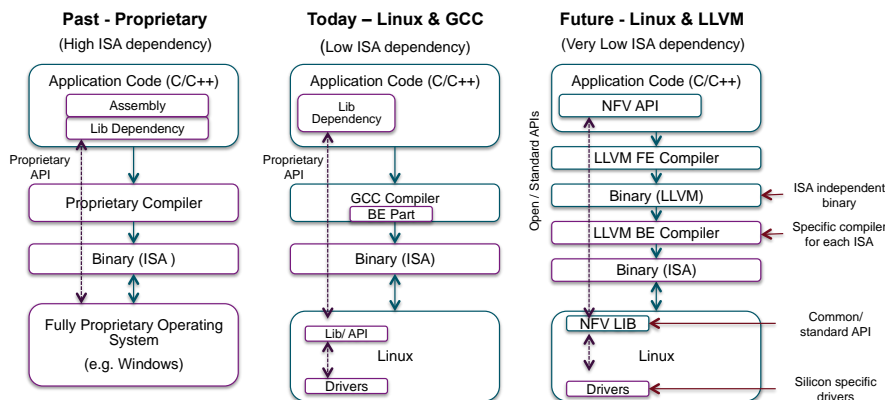 Past - Proprietary
(High ISA dependency)
Application Code (C/C++)
Assembly
Lib Dependency
Proprietary
API
Proprietary Compiler
Binary (ISA )
Fully Proprietary Operating
System
(e.g. Windows)
Today – Linux & GCC
(Low ISA dependency)
Application Code (C/C++)
Lib
Dependency
Proprietary
API
GCC Compiler
BE Part
Binary (ISA)
Lib/ API
Linux
Drivers
Future - Linux & LLVM
(Very Low ISA dependency)
Application Code (C/C++)
NFV API
Open / Standard APIs
LLVM FE Compiler
Binary (LLVM)
ISA independent
binary
LLVM BE Compiler
Specific compiler
for each ISA
Binary (ISA)
NFV LIB
Common/
standard API
Linux
Drivers
Silicon specific
drivers